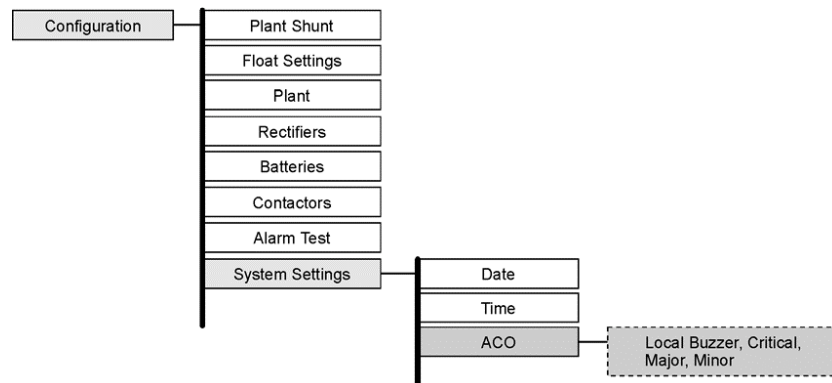 Configuration
Plant Shunt
Float Settings
Plant
Rectifiers
Batteries
Contactors
Alarm Test
System Settings
Date
Time
ACO
Local Buzzer, Critical,
Major, Minor